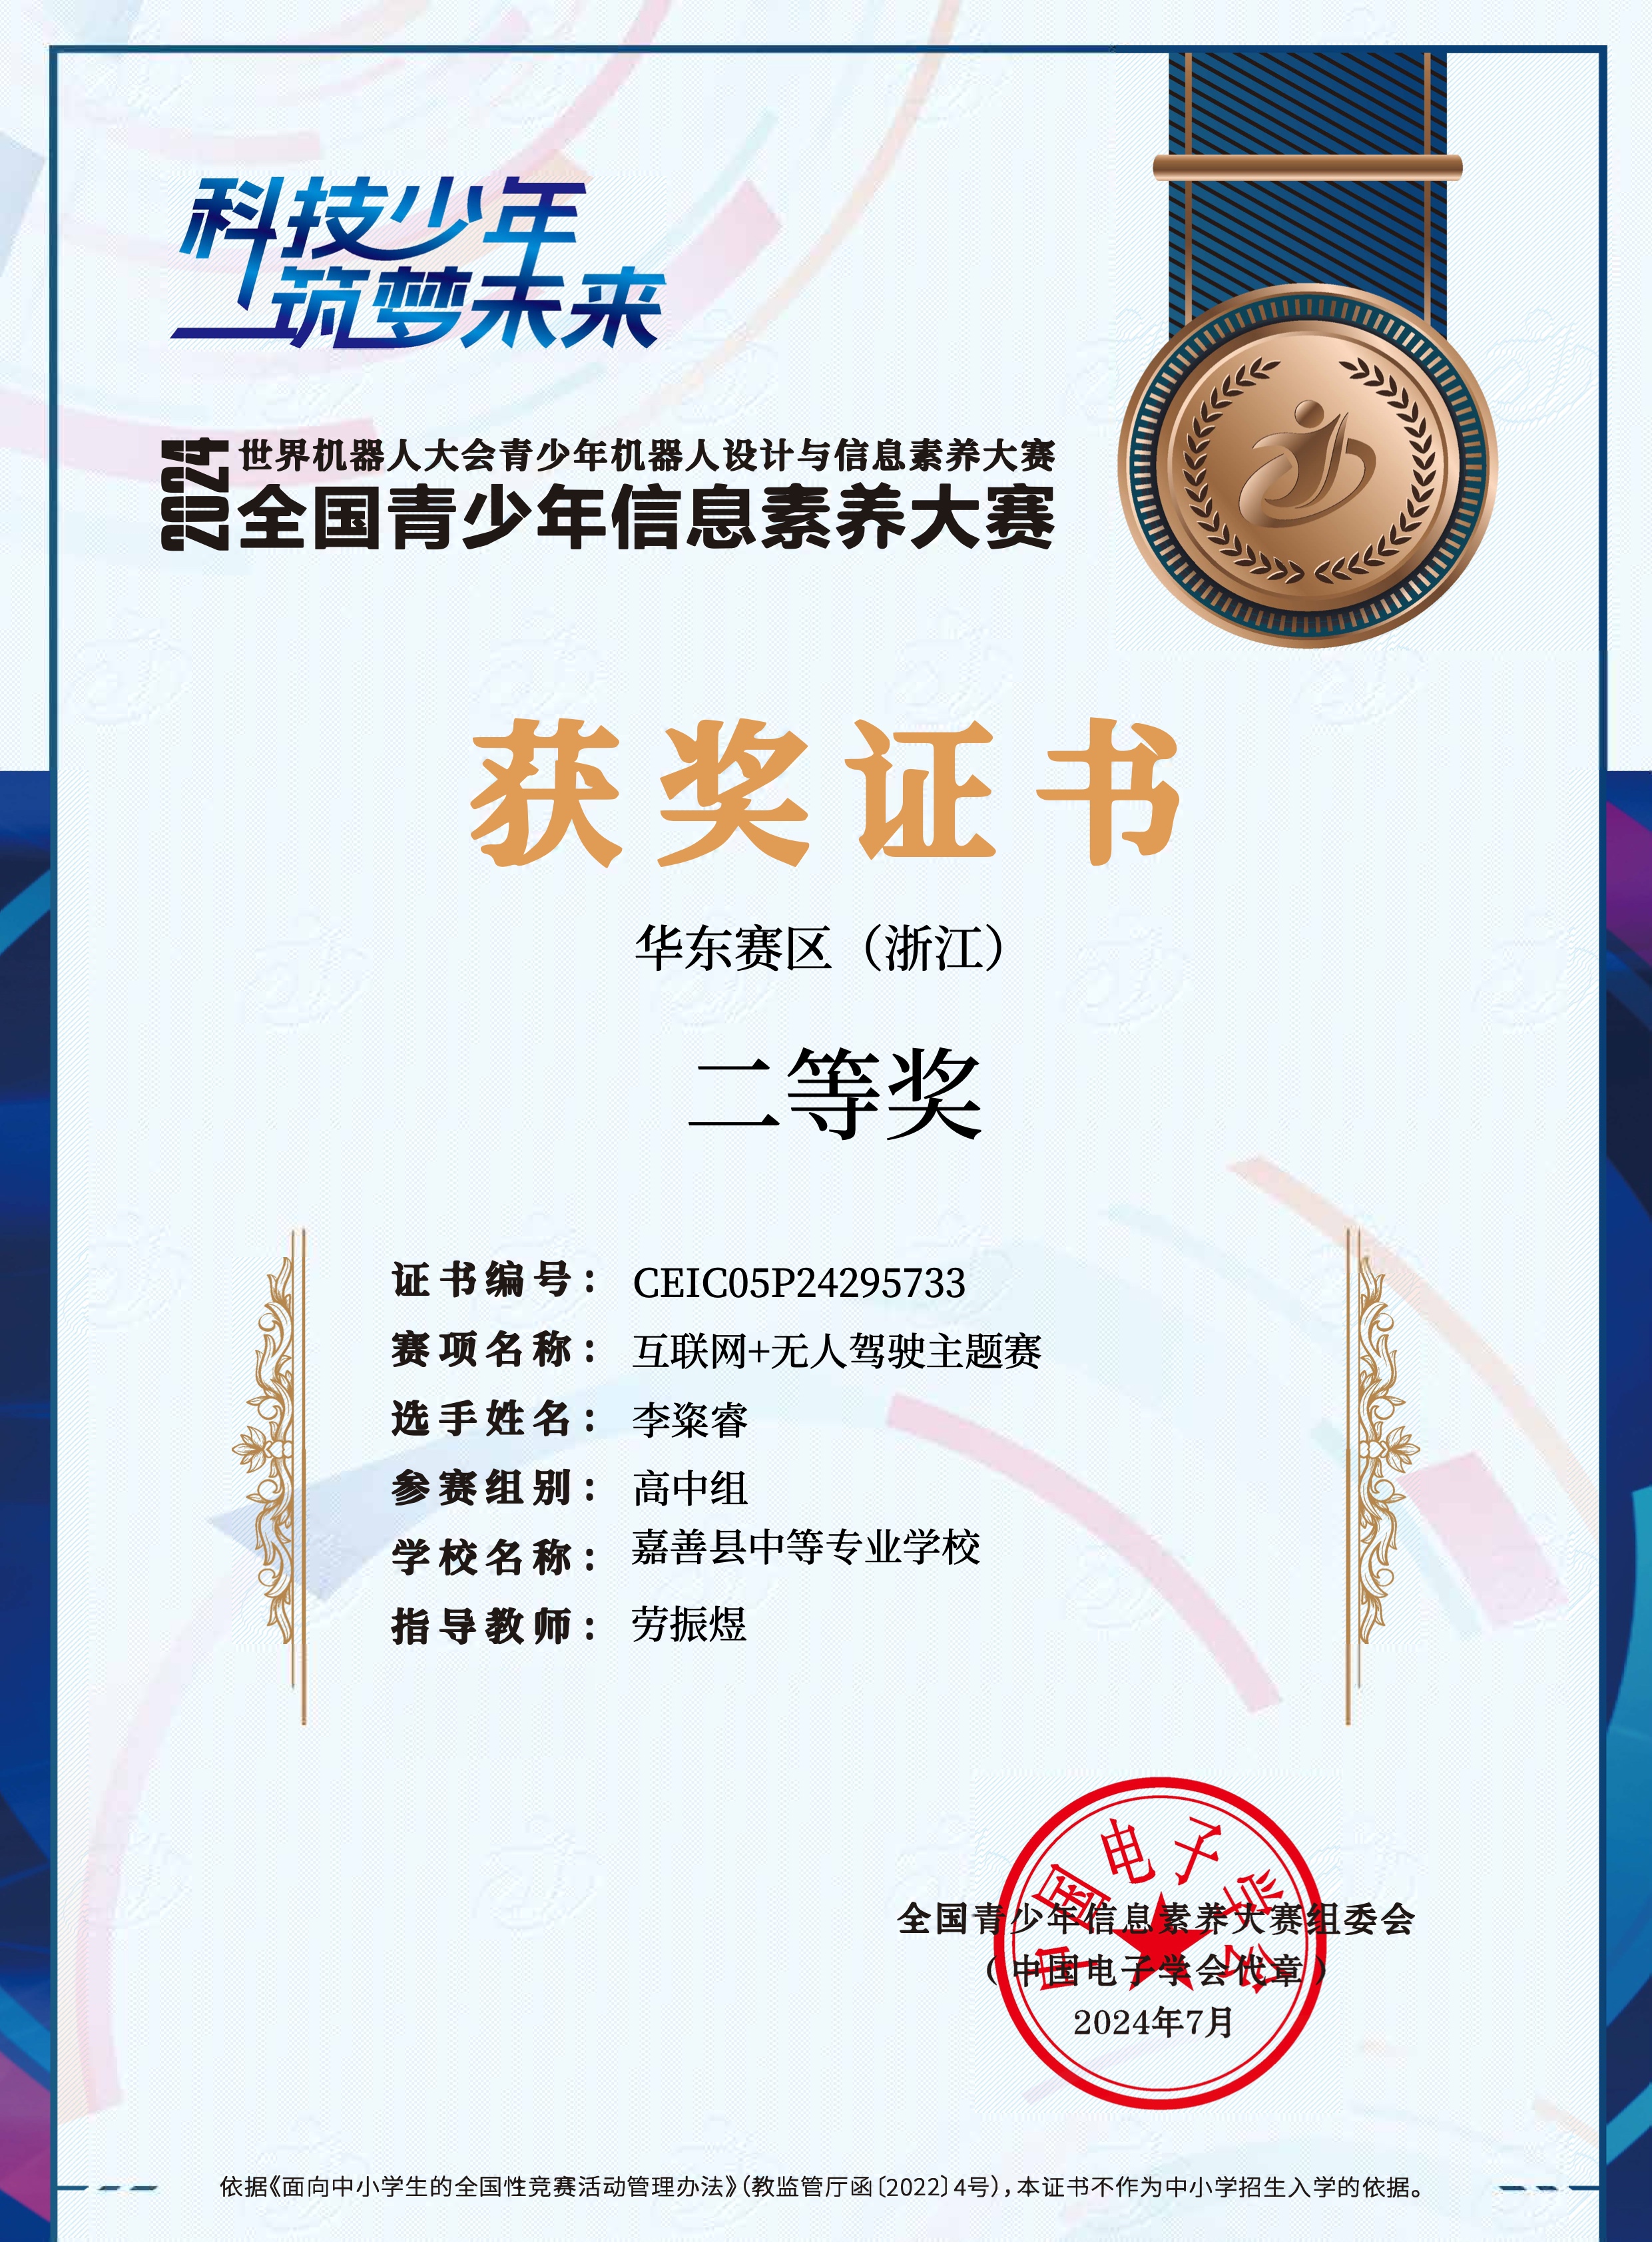 科技少年
筑梦未来
2024
世界机器人大会青少年机器人设计与信息素养大赛
全国青少年信息素养大赛
获奖证书
华东赛区（浙江）
二等奖
证书编号：CEIC05P24295733
赛项名称：互联网+无人驾驶主题赛
选手姓名：李粢睿
参赛组别：高中组
学校名称：嘉善县中等专业学校
指导教师：劳振煜
中国电子学会
全国青少年信息素养大赛组委会
（中国电子学会代章）
2024年7月
依据《面向中小学生的全国性竞赛活动管理办法》（教监管厅函〔2022〕4号），本证书不作为中小学招生入学的依据。